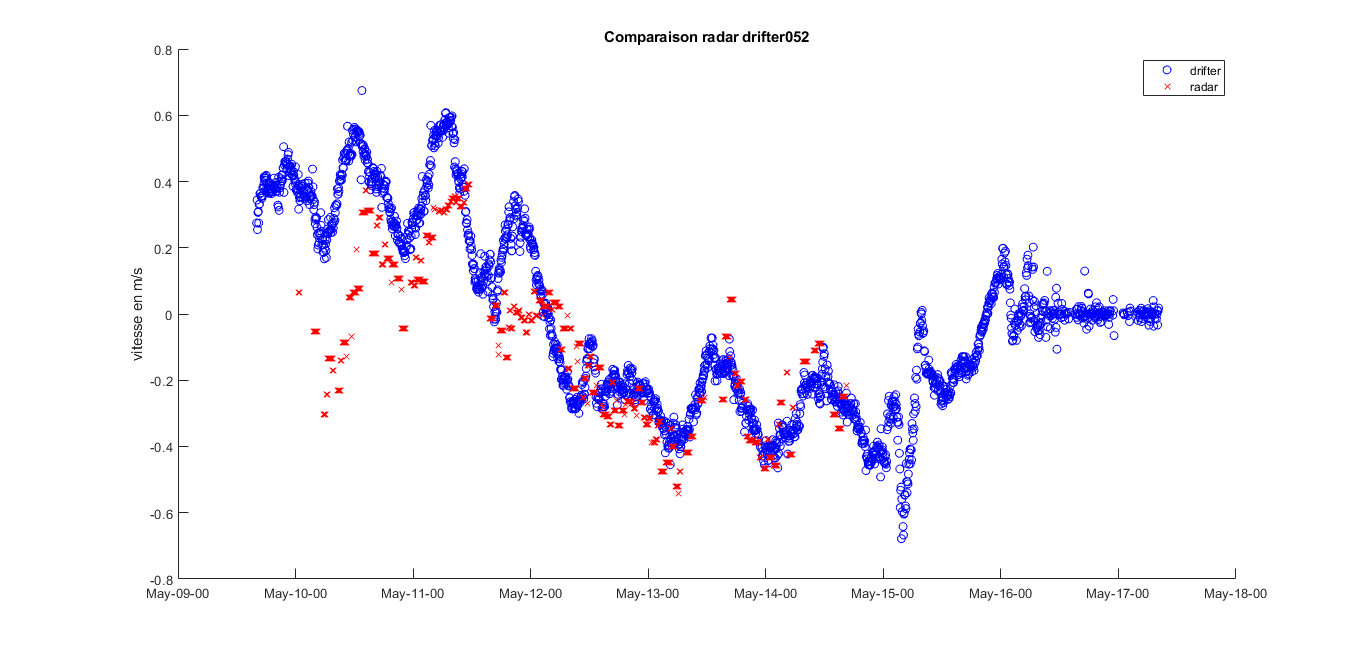 Comparaison radar drifter052
drifter
radar
vitesse en m/s
0.8
0.6
0.4
0.2
0
-0.2
-0.4
-0.6
-0.8
May-09-00 May-10-00 May-11-00 May-12-00 May-13-00 May-14-00 May-15-00 May-16-00 May-17-00 May-18-00